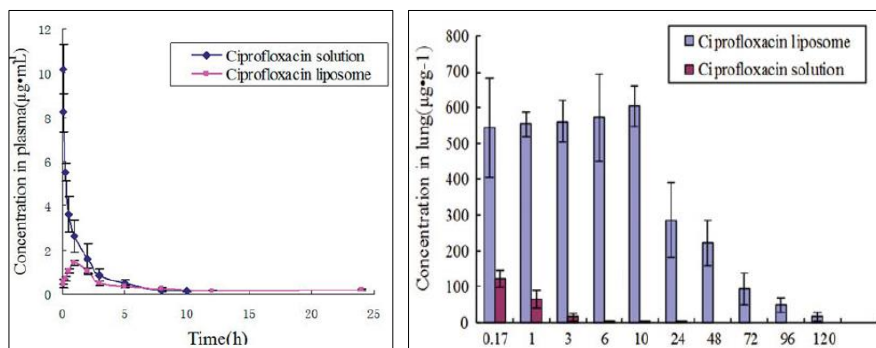 12
10
8
6
4
2
0
Concentration in plasma(μg•mL
Ciprofloxacin solution
Ciprofloxacin liposome
0 5 10 15 20 25
Time(h)
800
700
600
500
400
300
200
100
0
Concentration in lung(μg•g-1)
Ciprofloxacin liposome
Ciprofloxacin solution
0.17 1 3 6 10 24 48 72 96 120